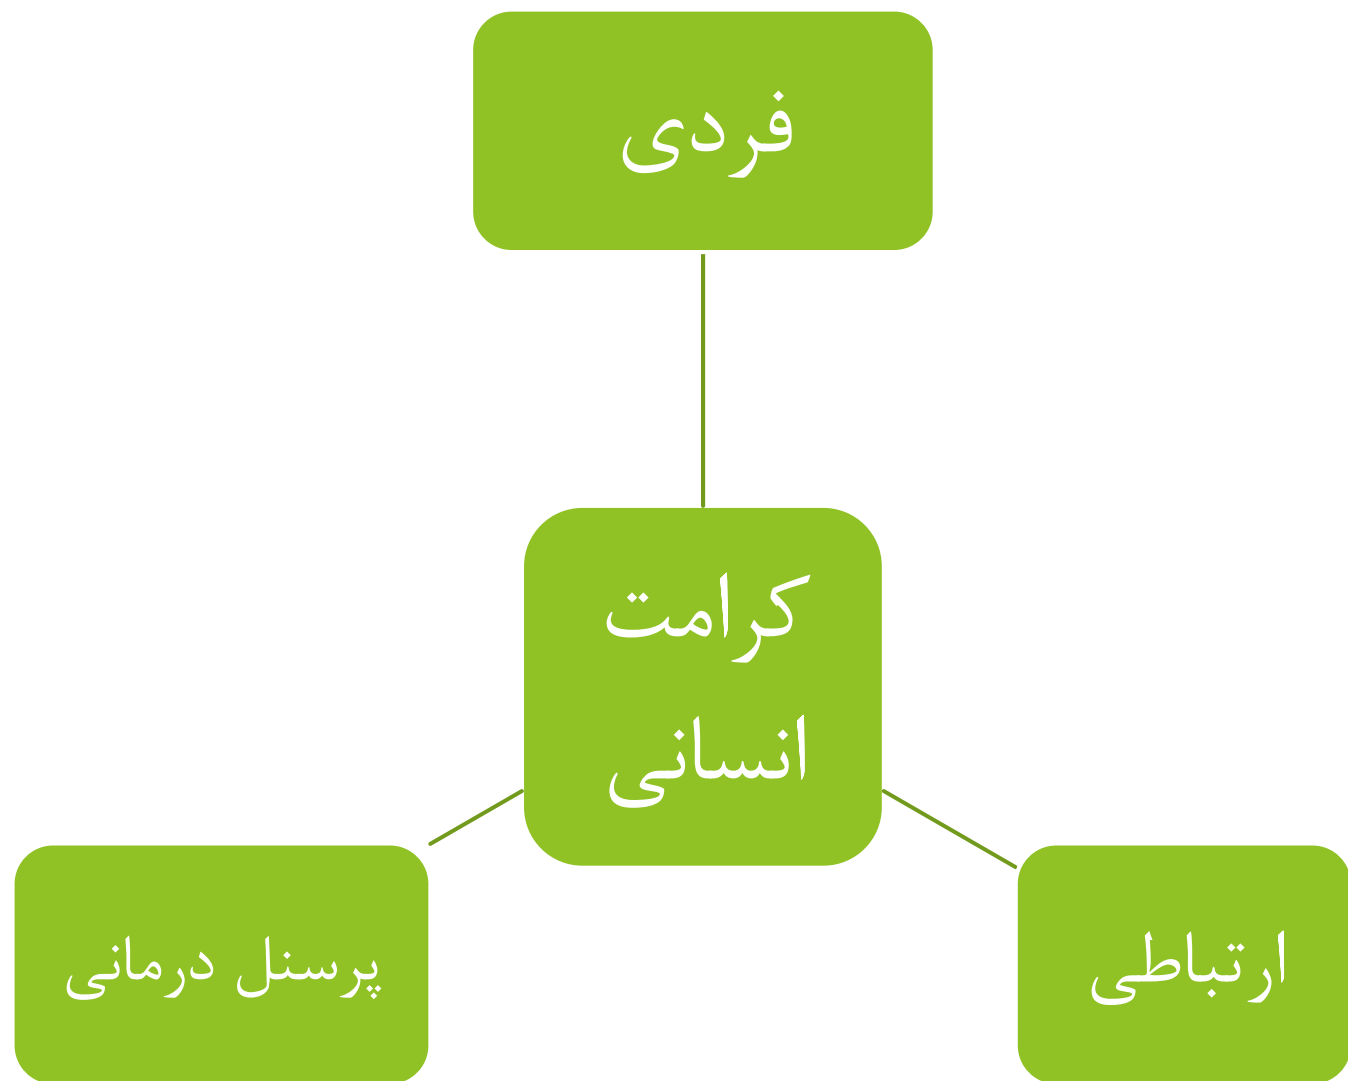 فردی
کرامت
انسانی
ارتباطی
پرسنل درمانی